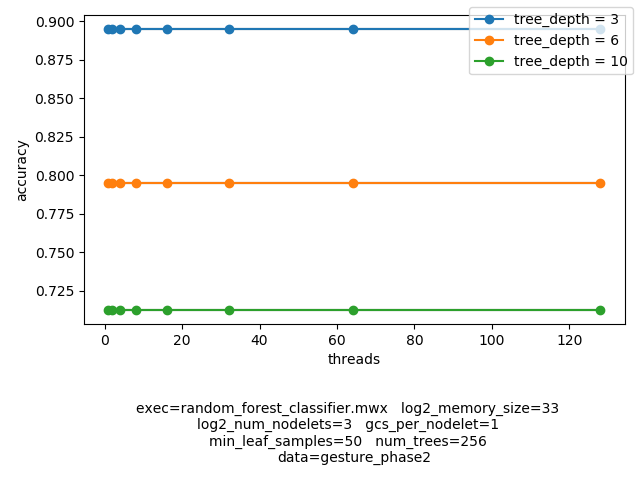 0.900
0.875
0.850
0.825
0.800
0.775
0.750
0.725
accuracy
tree_depth = 3
tree_depth = 6
tree_depth = 10
0 20 40 60 80 100 120
threads
exec=random_forest_classifier.mwx log2_memory_size=33
log2_num_nodelets=3 gcs_per_nodelet=1
min_leaf_samples=50 num_trees=256
data=gesture_phase2